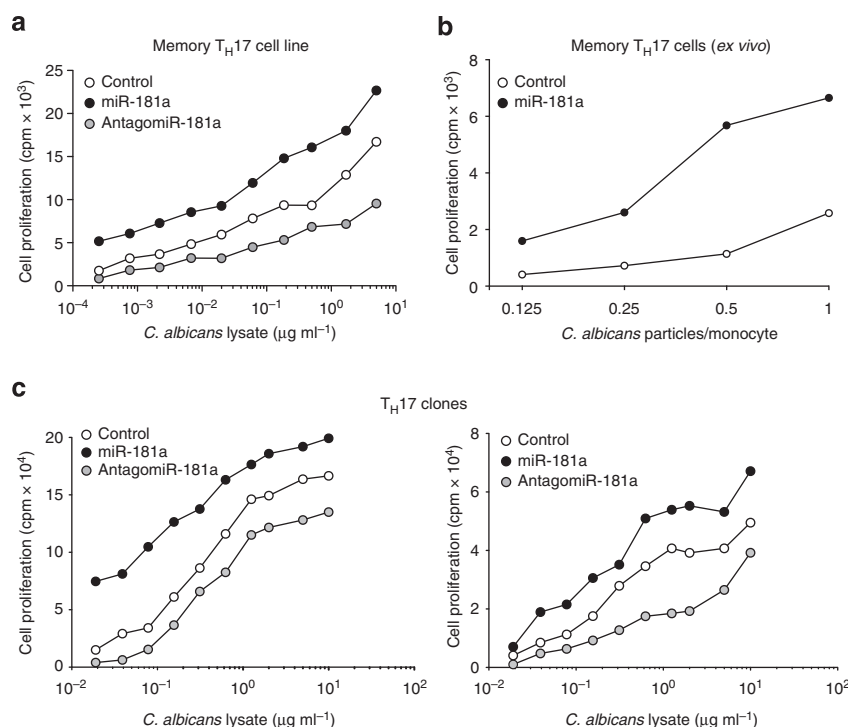 a
Memory TH17 cell line
Control
miR-181a
AntagomiR-181a
Cell proliferation (cpm × 10³)
25
20
15
10
5
0
10⁻⁴
10⁻³
10⁻²
10⁻¹
10⁰
10¹
C. albicans lysate (µg ml⁻¹)
b
Memory TH17 cells (ex vivo)
Control
miR-181a
Cell proliferation (cpm × 10³)
8
6
4
2
0
0.125
0.25
0.5
1
C. albicans particles/monocyte
c
TH17 clones
Control
miR-181a
AntagomiR-181a
Cell proliferation (cpm × 10⁴)
20
15
10
5
0
10⁻²
10⁻¹
10⁰
10¹
10²
C. albicans lysate (µg ml⁻¹)
Control
miR-181a
AntagomiR-181a
Cell proliferation (cpm × 10⁴)
8
6
4
2
0
10⁻²
10⁻¹
10⁰
10¹
10²
C. albicans lysate (µg ml⁻¹)